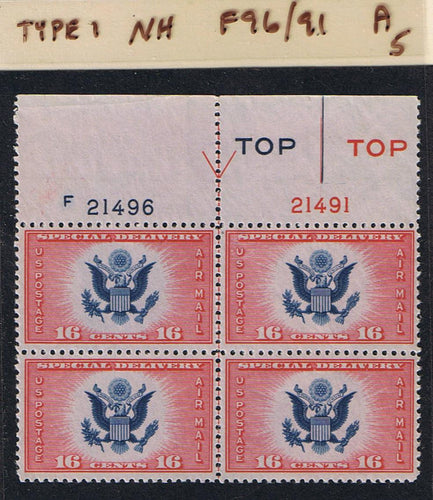 TYPE 1 NH F96/91 A5
TOP TOP
F 21496 21491
SPECIAL DELIVERY SPECIAL DELIVERY
U.S. POSTAGE AIR MAIL U.S. POSTAGE AIR MAIL
16 CENTS 16 16 CENTS 16
SPECIAL DELIVERY SPECIAL DELIVERY
U.S. POSTAGE AIR MAIL U.S. POSTAGE AIR MAIL
16 CENTS 16 16 CENTS 16